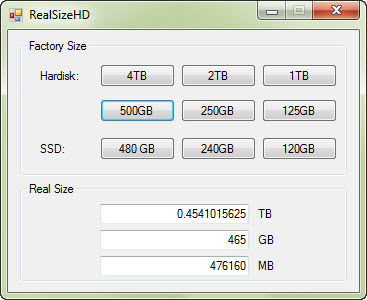 RealSizeHD
Factory Size
Hardisk: 4TB 2TB 1TB
500GB 250GB 125GB
SSD: 480 GB 240GB 120GB
Real Size
0.4541015625 TB
465 GB
476160 MB